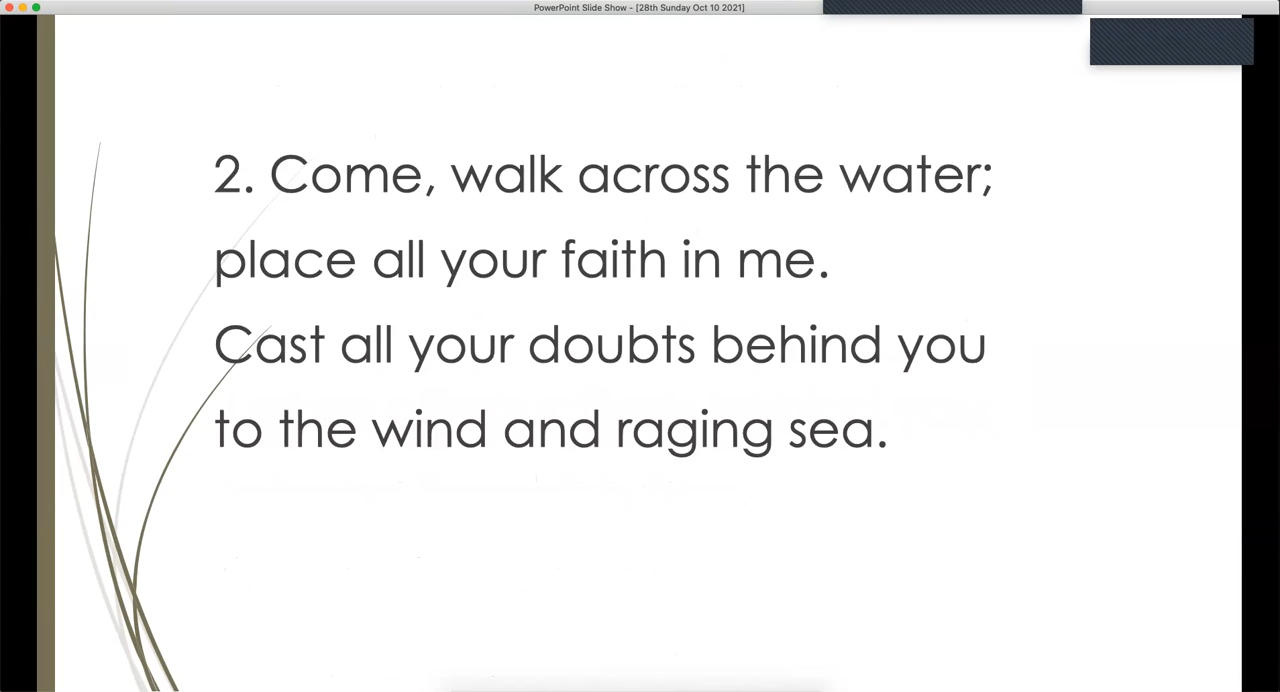 PowerPoint Slide Show - [28th Sunday Oct 10 2021]
2. Come, walk across the water;
place all your faith in me.
Cast all your doubts behind you
to the wind and raging sea.